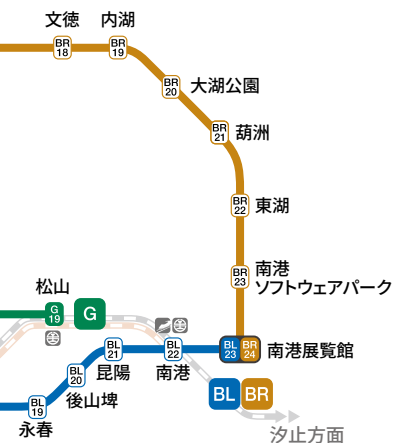 文徳
内湖
BR
18
BR
19
BR
20
大湖公園
BR
21
葫洲
BR
22
東湖
BR
23
南港
ソフトウェアパーク
松山
G
19
G
BL
21
BL
22
BL
23
BR
24
南港展覧館
昆陽
南港
BL
20
後山埤
BL
19
永春
BL
BR
汐止方面